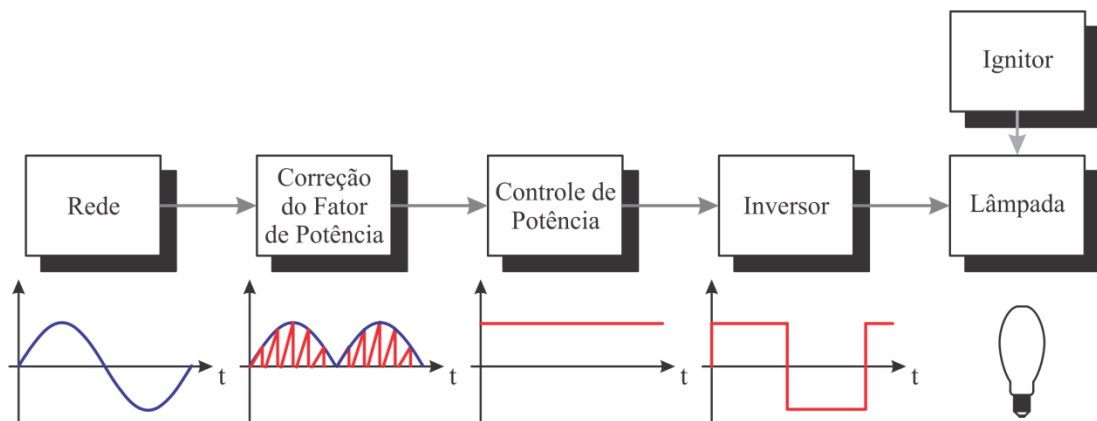 Ignitor
Rede
Correção
do Fator
de Potência
Controle de
Potência
Inversor
Lâmpada
t
t
t
t